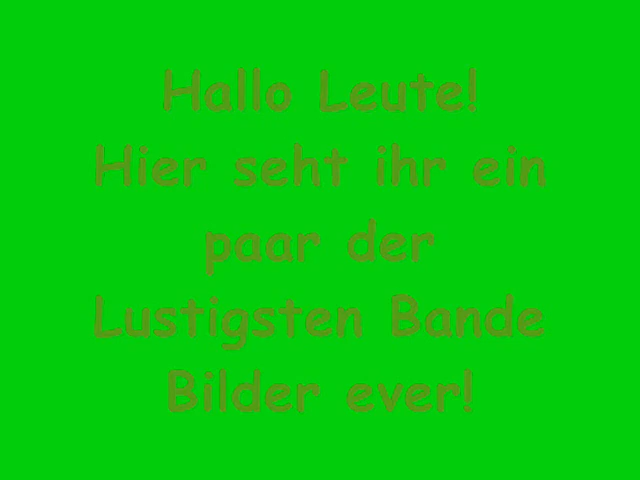 Hallo Leute!
Hier seht ihr ein
paar der
Lustigsten Bande
Bilder ever!